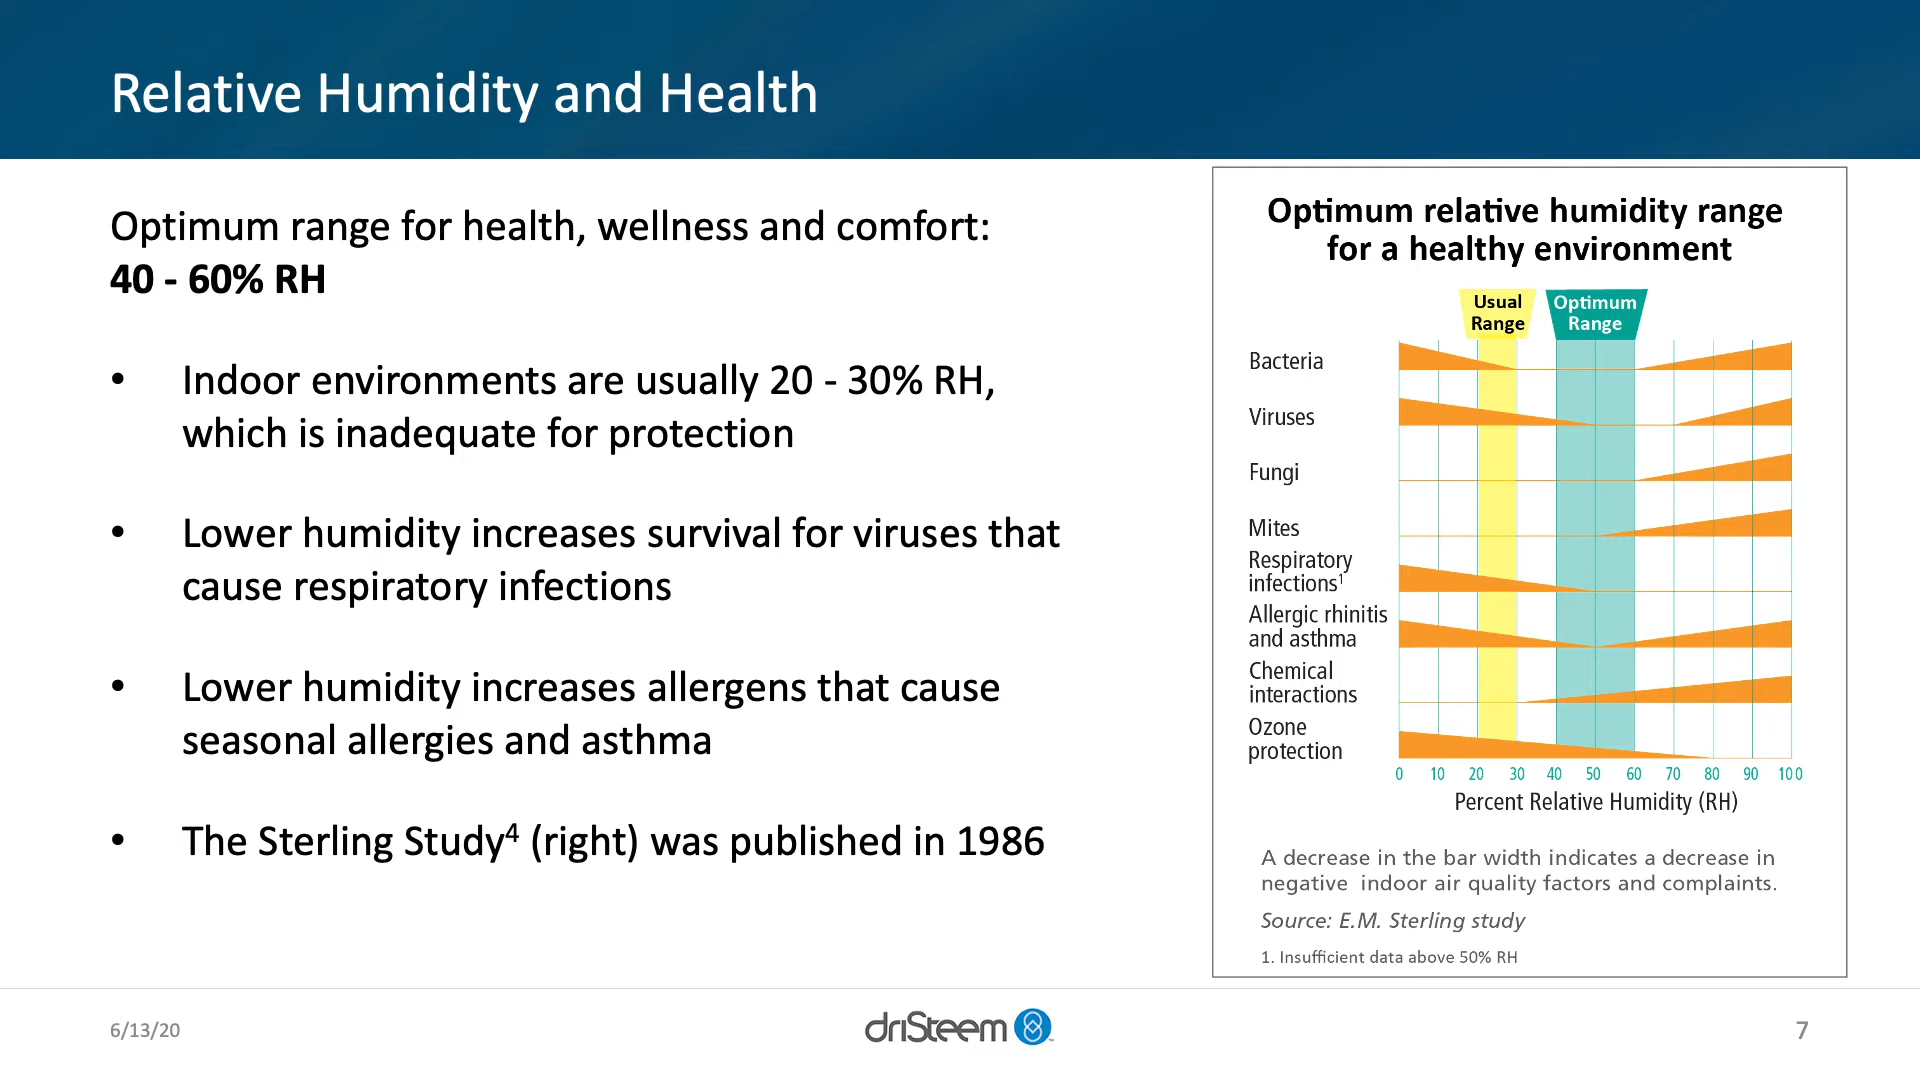 Relative Humidity and Health
Optimum range for health, wellness and comfort:
40 - 60% RH
• Indoor environments are usually 20 - 30% RH,
which is inadequate for protection
• Lower humidity increases survival for viruses that
cause respiratory infections
• Lower humidity increases allergens that cause
seasonal allergies and asthma
• The Sterling Study⁴ (right) was published in 1986
Optimum relative humidity range
for a healthy environment
Usual
Range
Optimum
Range
Bacteria
Viruses
Fungi
Mites
Respiratory
infections¹
Allergic rhinitis
and asthma
Chemical
interactions
Ozone
protection
0 10 20 30 40 50 60 70 80 90 100
Percent Relative Humidity (RH)
A decrease in the bar width indicates a decrease in
negative indoor air quality factors and complaints.
Source: E.M. Sterling study
1. Insufficient data above 50% RH
6/13/20
driSteem
7